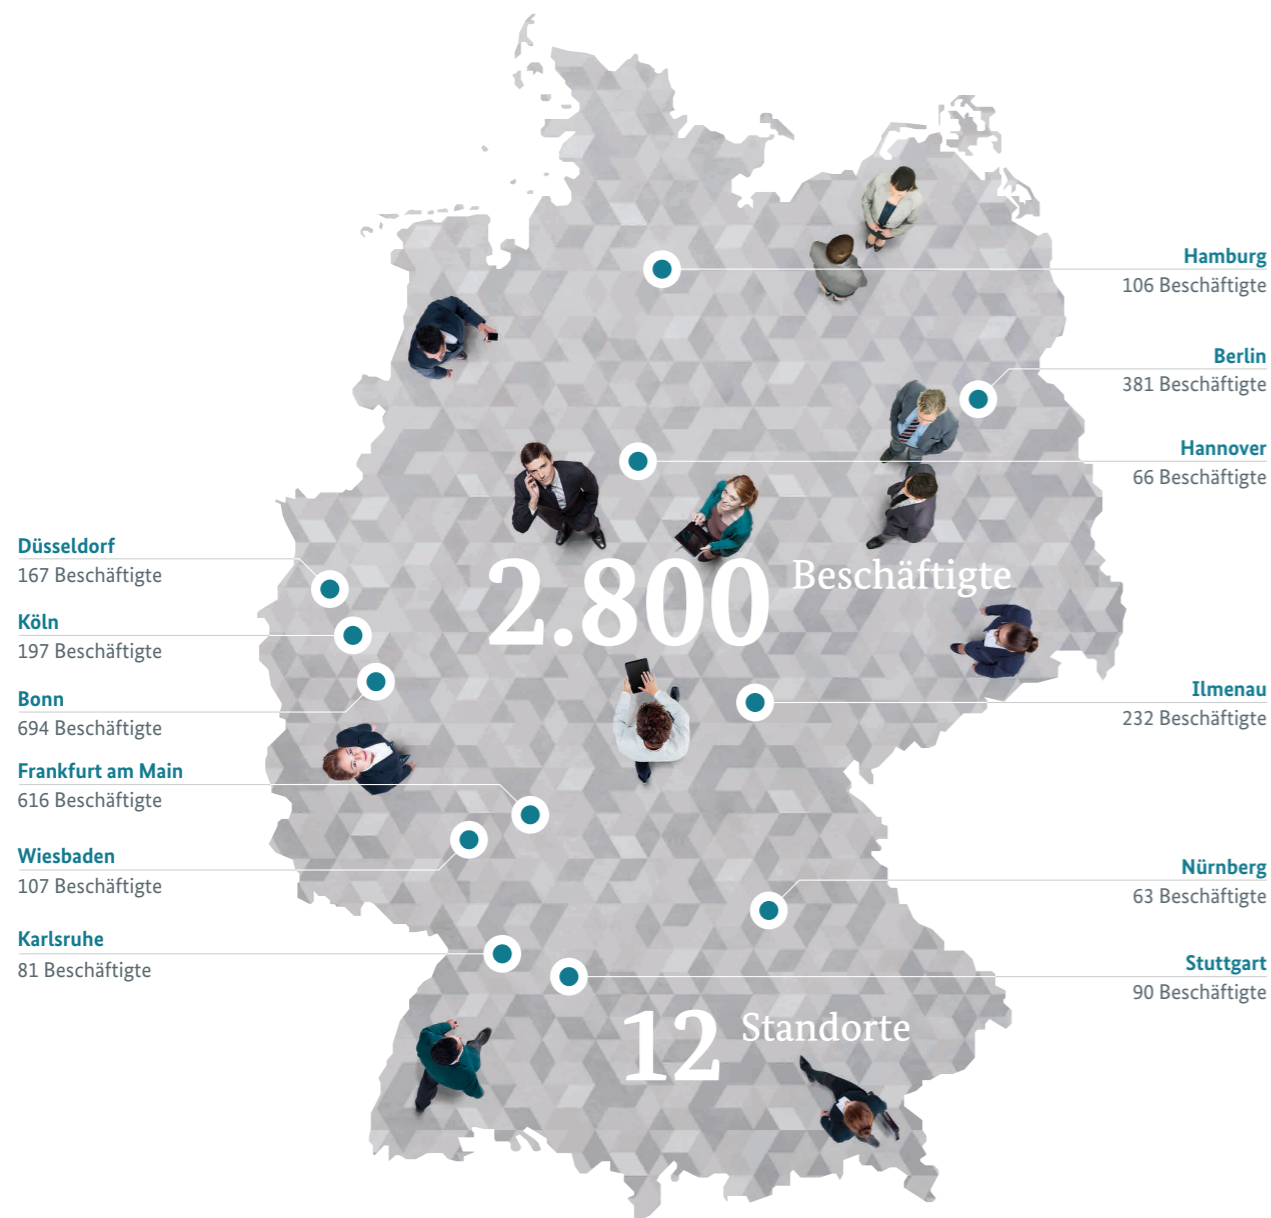 Hamburg
106 Beschäftigte
Berlin
381 Beschäftigte
Hannover
66 Beschäftigte
Düsseldorf
167 Beschäftigte
Köln
197 Beschäftigte
Bonn
694 Beschäftigte
Frankfurt am Main
616 Beschäftigte
Wiesbaden
107 Beschäftigte
Karlsruhe
81 Beschäftigte
2.800 Beschäftigte
Ilmenau
232 Beschäftigte
Nürnberg
63 Beschäftigte
Stuttgart
90 Beschäftigte
12 Standorte